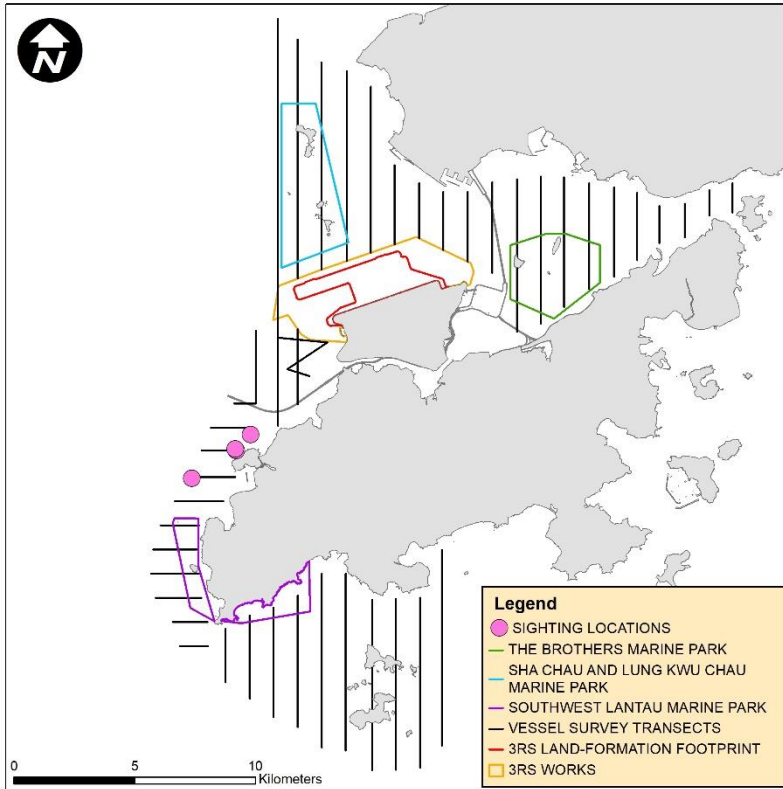 N
Legend
SIGHTING LOCATIONS
THE BROTHERS MARINE PARK
SHA CHAU AND LUNG KWU CHAU
MARINE PARK
SOUTHWEST LANTAU MARINE PARK
VESSEL SURVEY TRANSECTS
3RS LAND-FORMATION FOOTPRINT
3RS WORKS
0 5 10
Kilometers